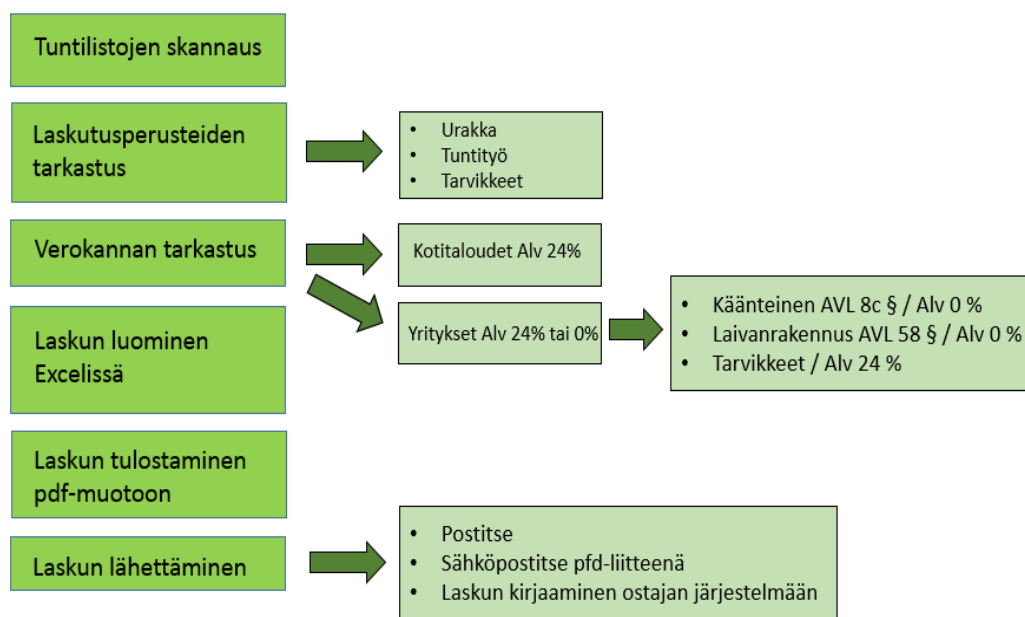 Tuntilistojen skannaus
Laskutusperusteiden
tarkastus
• Urakka
• Tuntityö
• Tarvikkeet
Verokannan tarkastus
Kotitaloudet Alv 24%
Yritykset Alv 24% tai 0%
• Käänteinen AVL 8c § / Alv 0 %
• Laivanrakennus AVL 58 § / Alv 0 %
• Tarvikkeet / Alv 24 %
Laskun luominen
Excelissä
Laskun tulostaminen
pdf-muotoon
Laskun lähettäminen
• Postitse
• Sähköpostitse pfd-liitteenä
• Laskun kirjaaminen ostajan järjestelmään